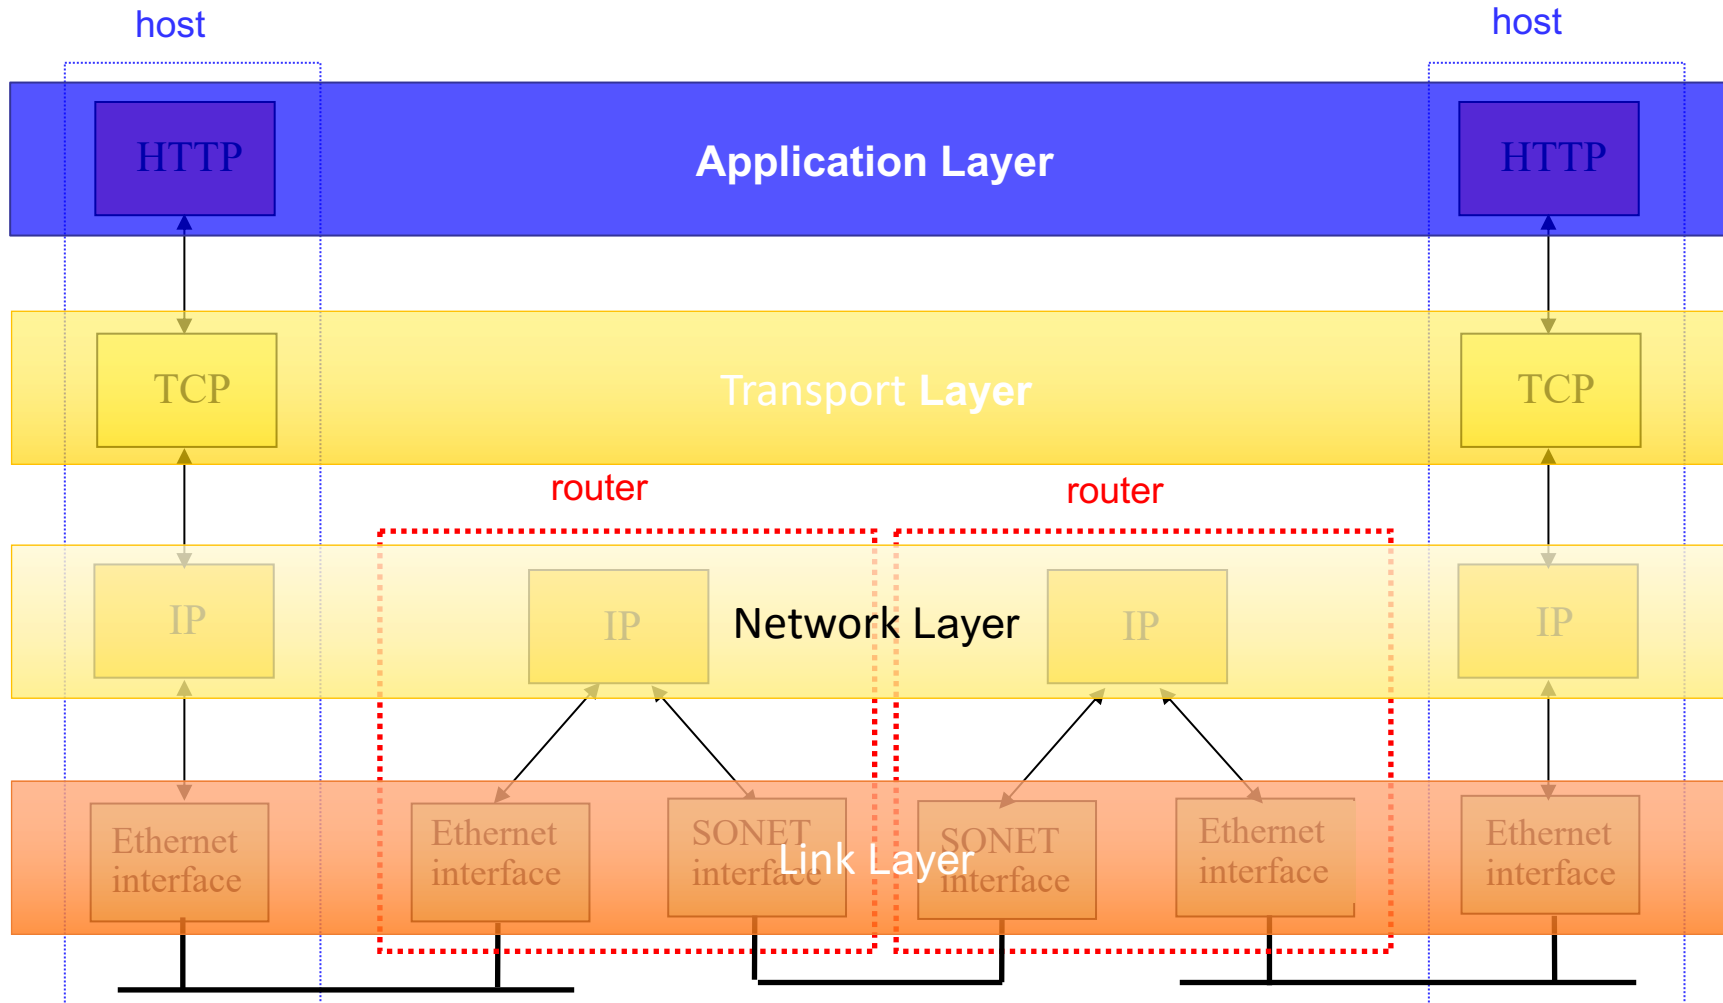 host
host
HTTP
Application Layer
HTTP
TCP
Transport Layer
TCP
router
router
IP
IP
Network Layer
IP
IP
Ethernet
interface
Ethernet
interface
SONET
interface
Link Layer
SONET
interface
Ethernet
interface
Ethernet
interface